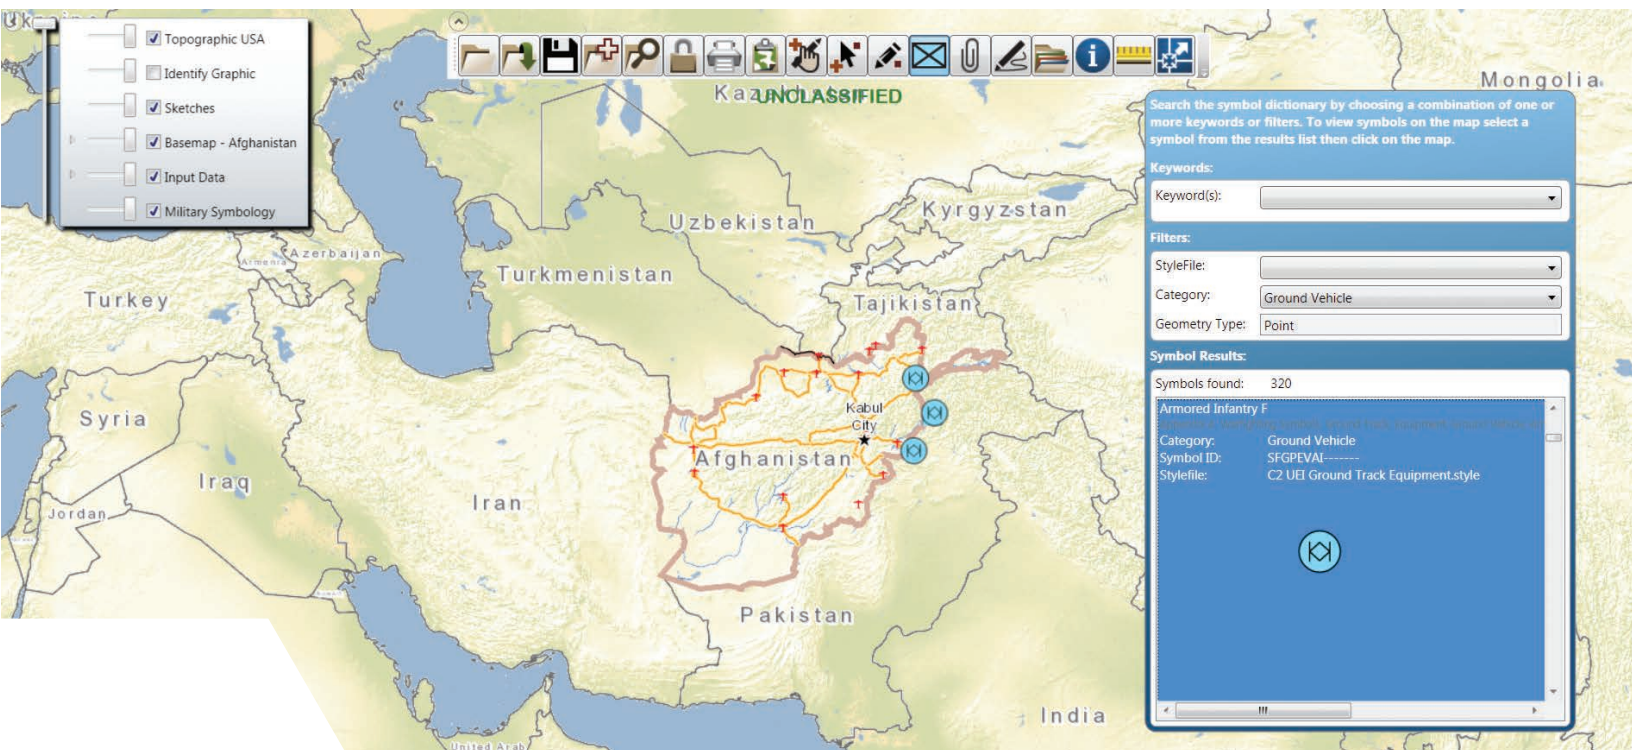 Topographic USA
Identify Graphic
Sketches
Basemap - Afghanistan
Input Data
Military Symbology
UNCLASSIFIED
Mongolia
Uzbekistan
Kyrgyzstan
Azerbaijan
Armenia
Turkmenistan
Turkey
Tajikistan
Syria
Kabul
City
Afghanistan
Iraq
Iran
Jordan
Pakistan
India
United Arab
Search the symbol dictionary by choosing a combination of one or
more keywords or filters. To view symbols on the map select a
symbol from the results list then click on the map.
Keywords:
Keyword(s):
Filters:
StyleFile:
Category: Ground Vehicle
Geometry Type: Point
Symbol Results:
Symbols found: 320
Armored Infantry F
Category: Ground Vehicle
Symbol ID: SFGPEVAI-------
Stylefile: C2 UEI Ground Track Equipment.style